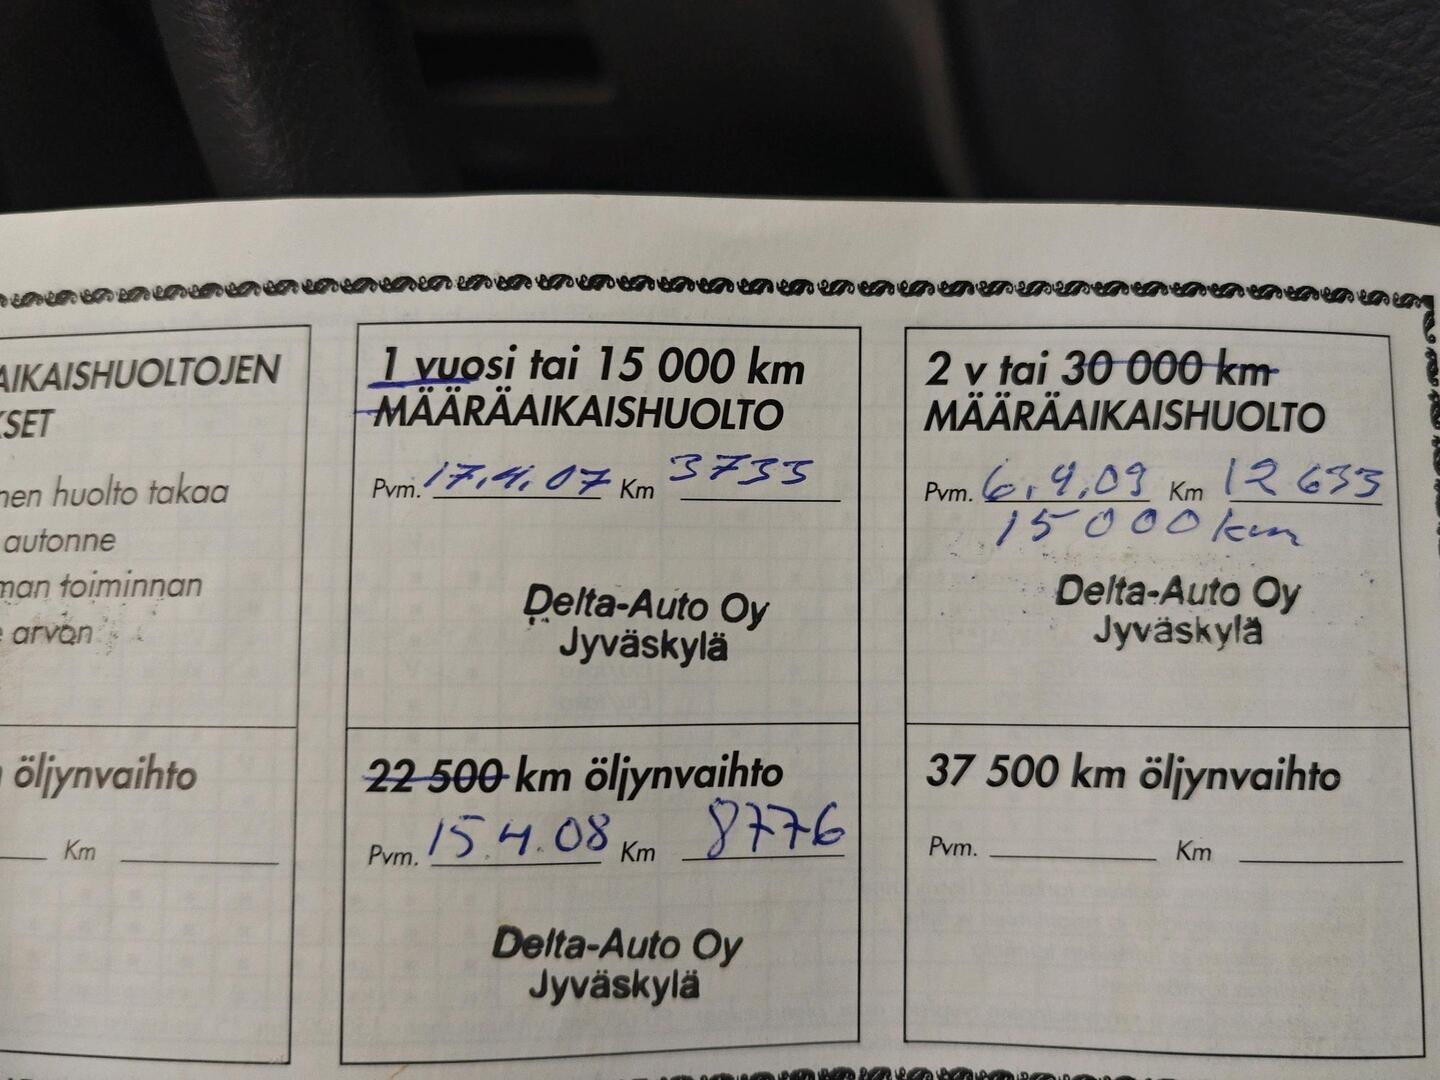 AIKAISHUOLTOJEN
KSET
nen huolto takaa
autonne
man toiminnan
arvon
öljynvaihto
Km
1 vuosi tai 15 000 km
MÄÄRÄAIKAISHUOLTO
Pvm. 17.4.07 Km 3733
Delta-Auto Oy
Jyväskylä
22 500 km öljynvaihto
Pvm. 15.4.08 Km 8776
Delta-Auto Oy
Jyväskylä
2 v tai 30 000 km
MÄÄRÄAIKAISHUOLTO
Pvm. 6.4.09 Km 12 633
15 000 km
Delta-Auto Oy
Jyväskylä
37 500 km öljynvaihto
Pvm. Km